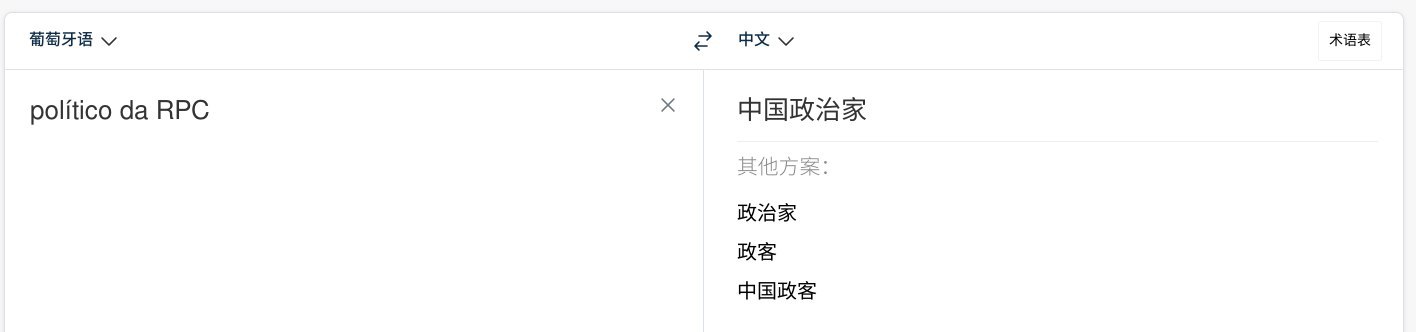 葡萄牙语
中文
术语表
político da RPC
中国政治家
其他方案：
政治家
政客
中国政客